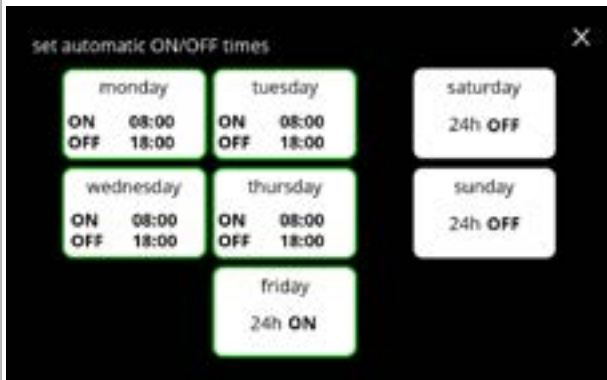 set automatic ON/OFF times
monday
ON 08:00
OFF 18:00
tuesday
ON 08:00
OFF 18:00
saturday
24h OFF
wednesday
ON 08:00
OFF 18:00
thursday
ON 08:00
OFF 18:00
sunday
24h OFF
friday
24h ON